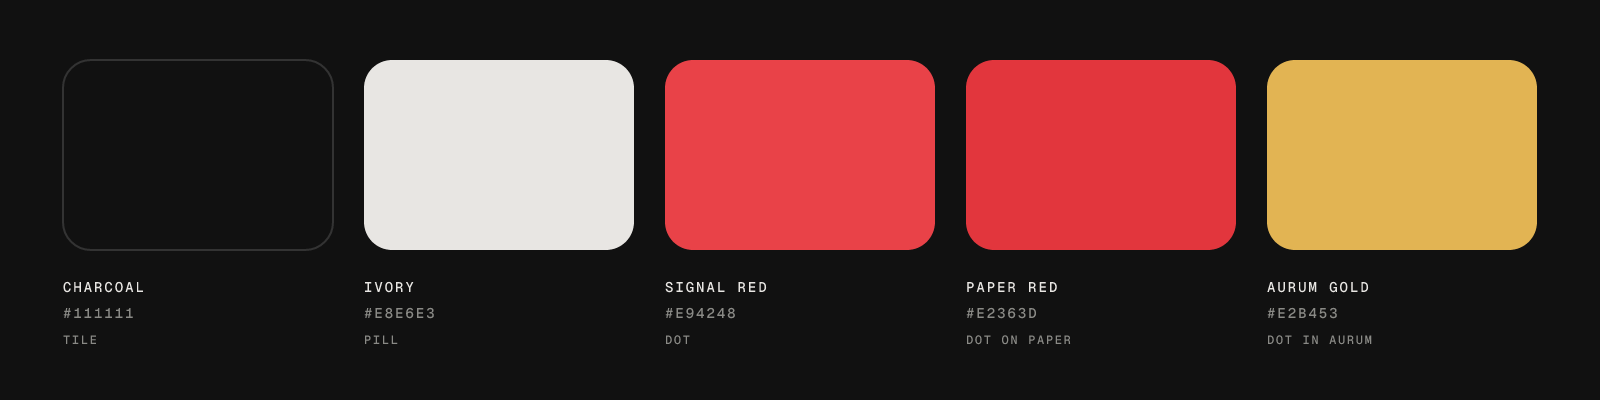 CHARCOAL
#111111
TILE
IVORY
#E8E6E3
PILL
SIGNAL RED
#E94248
DOT
PAPER RED
#E2363D
DOT ON PAPER
AURUM GOLD
#E2B453
DOT IN AURUM